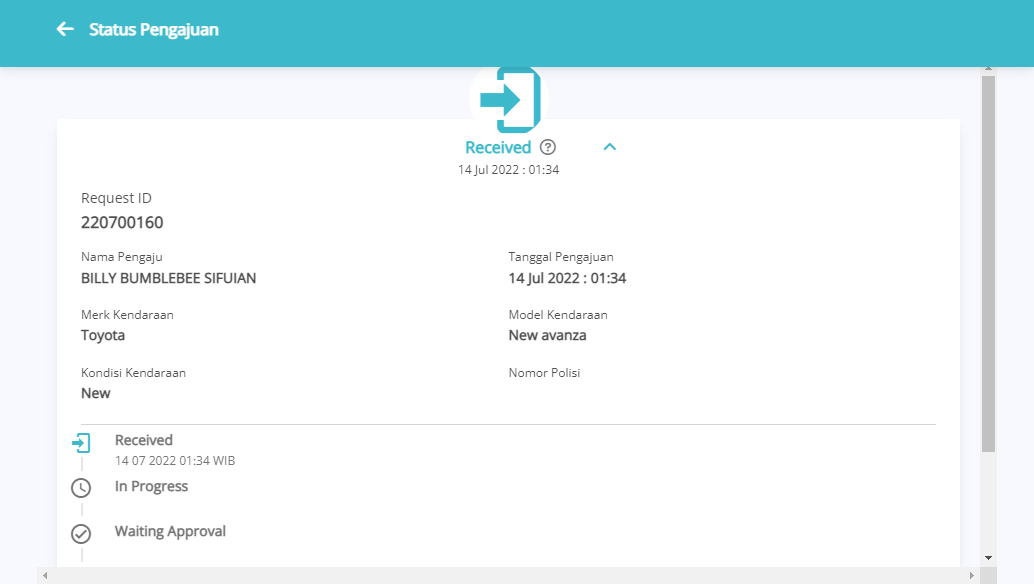 Status Pengajuan
Received
14 Jul 2022 : 01:34
Request ID
220700160
Nama Pengaju
BILLY BUMBLEBEE SIFUIAN
Tanggal Pengajuan
14 Jul 2022 : 01:34
Merk Kendaraan
Toyota
Model Kendaraan
New avanza
Kondisi Kendaraan
New
Nomor Polisi
Received
14 07 2022 01:34 WIB
In Progress
Waiting Approval